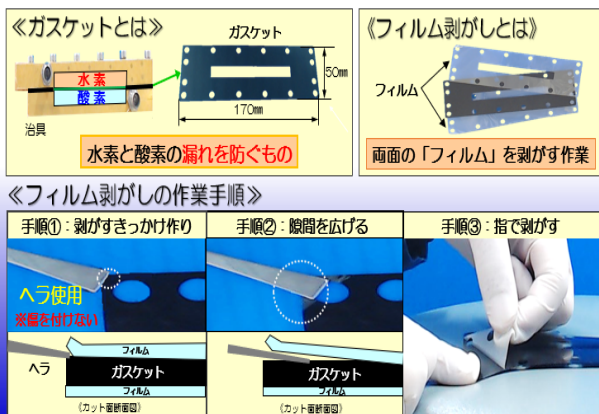 ≪ガスケットとは≫
ガスケット
水素
酸素
50mm
170mm
治具
水素と酸素の漏れを防ぐもの
《フィルム剥がしとは》
フィルム
両面の「フィルム」を剥がす作業
≪フィルム剥がしの作業手順≫
手順①：剥がすきっかけ作り
ヘラ使用
※傷を付けない
フィルム
ヘラ
ガスケット
フィルム
(カット面断面図)
手順②：隙間を広げる
フィルム
ガスケット
フィルム
(カット面断面図)
手順③：指で剥がす